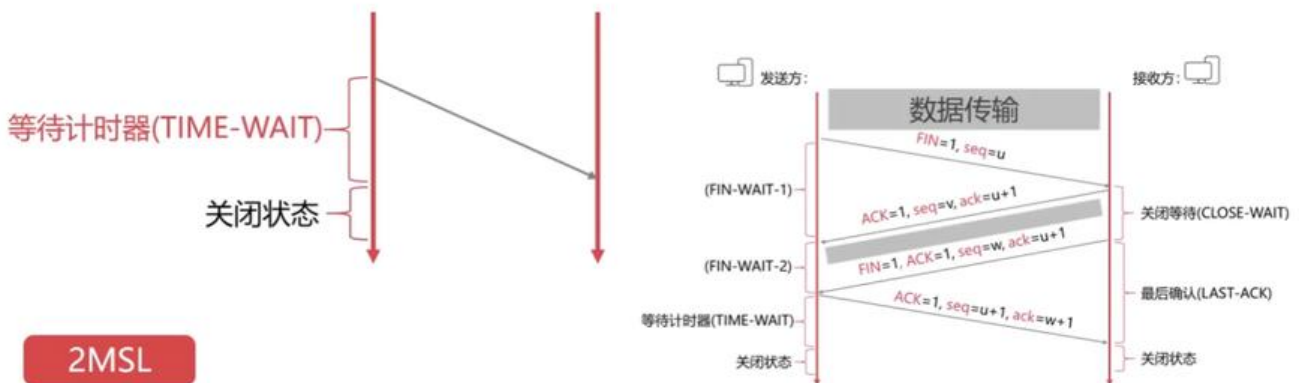 等待计时器(TIME-WAIT)
关闭状态
2MSL
发送方:
接收方:
数据传输
FIN=1, seq=u
(FIN-WAIT-1)
ACK=1, seq=v, ack=u+1
关闭等待(CLOSE-WAIT)
(FIN-WAIT-2)
FIN=1, ACK=1, seq=w, ack=u+1
最后确认(LAST-ACK)
ACK=1, seq=u+1, ack=w+1
等待计时器(TIME-WAIT)
关闭状态
关闭状态